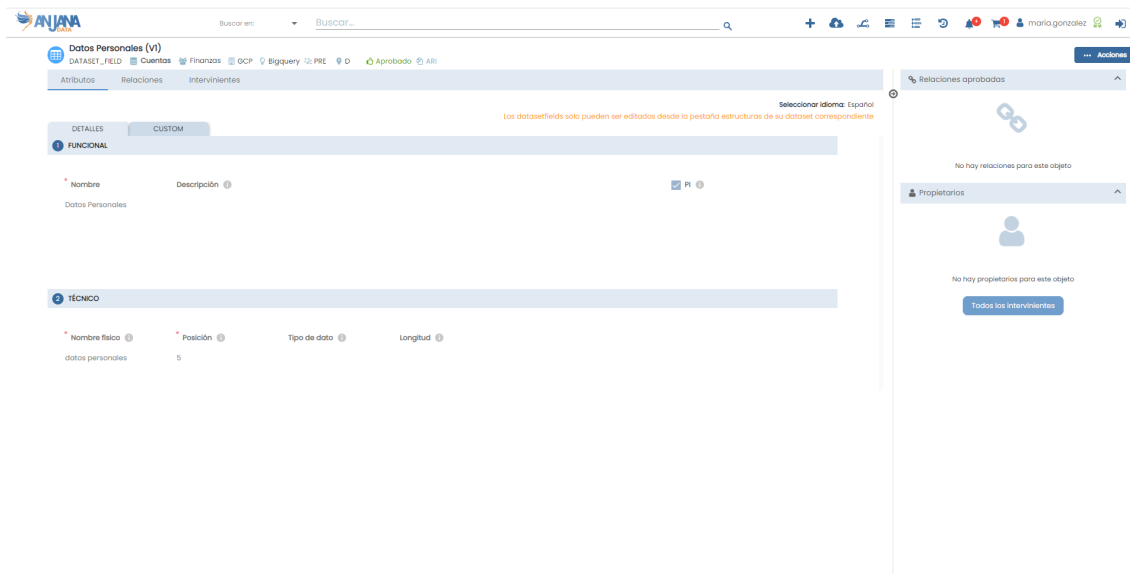 ANJANA
DATA
Buscar en:
Buscar...
maria.gonzalez
Datos Personales (V1)
DATASET_FIELD Cuentas Finanzas GCP Bigquery PRE D Aprobado ARI
Acciones
Atributos Relaciones Intervinientes
Relaciones aprobadas
Seleccionar idioma: Español
Los datasetfields solo pueden ser editados desde la pestaña estructuras de su dataset correspondiente
DETALLES CUSTOM
1 FUNCIONAL
No hay relaciones para este objeto
* Nombre Descripción PI
Propietarios
Datos Personales
No hay propietarios para este objeto
2 TÉCNICO
Todos los intervinientes
* Nombre físico * Posición Tipo de dato Longitud
datos personales 5